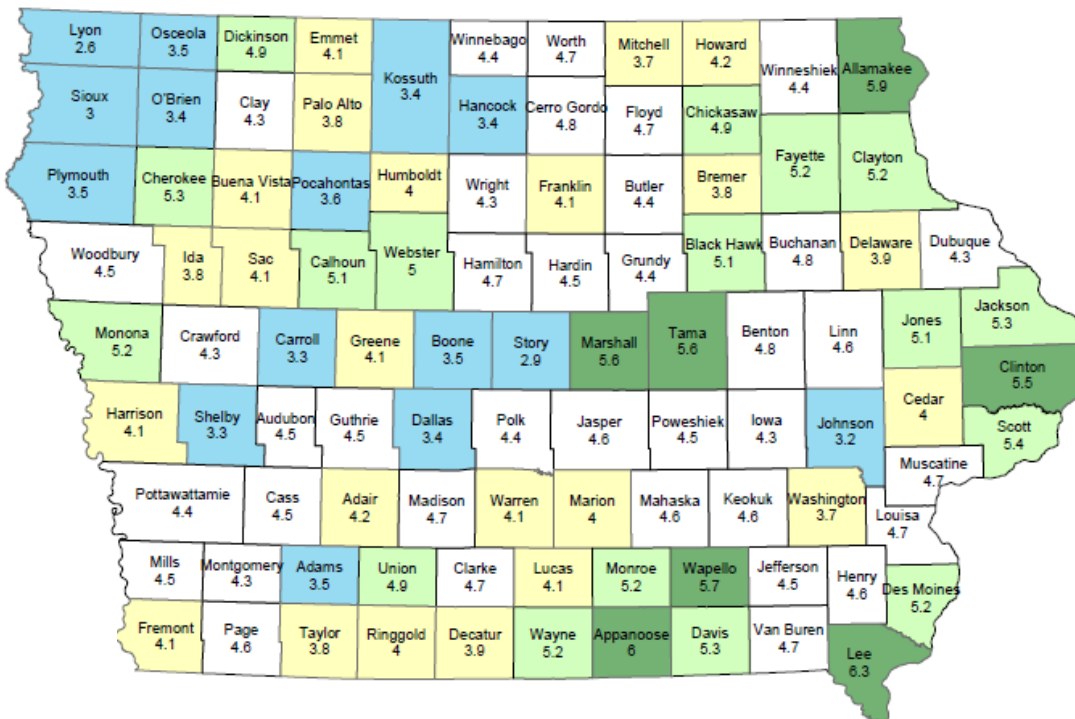 Lyon
2.6
Osceola
3.5
Dickinson
4.9
Emmet
4.1
Kossuth
3.4
Winnebago
4.4
Worth
4.7
Mitchell
3.7
Howard
4.2
Winneshiek
4.4
Allamakee
5.9
Sioux
3
O'Brien
3.4
Clay
4.3
Palo Alto
3.8
Hancock
3.4
Cerro Gordo
4.8
Floyd
4.7
Chickasaw
4.9
Plymouth
3.5
Cherokee
5.3
Buena Vista
4.1
Pocahontas
3.6
Humboldt
4
Wright
4.3
Franklin
4.1
Butler
4.4
Bremer
3.8
Fayette
5.2
Clayton
5.2
Woodbury
4.5
Ida
3.8
Sac
4.1
Calhoun
5.1
Webster
5
Hamilton
4.7
Hardin
4.5
Grundy
4.4
Black Hawk
5.1
Buchanan
4.8
Delaware
3.9
Dubuque
4.3
Monona
5.2
Crawford
4.3
Carroll
3.3
Greene
4.1
Boone
3.5
Story
2.9
Marshall
5.6
Tama
5.6
Benton
4.8
Linn
4.6
Jones
5.1
Jackson
5.3
Clinton
5.5
Harrison
4.1
Shelby
3.3
Audubon
4.5
Guthrie
4.5
Dallas
3.4
Polk
4.4
Jasper
4.6
Poweshiek
4.5
Iowa
4.3
Johnson
3.2
Cedar
4
Scott
5.4
Muscatine
4.7
Pottawattamie
4.4
Cass
4.5
Adair
4.2
Madison
4.7
Warren
4.1
Marion
4
Mahaska
4.6
Keokuk
4.6
Washington
3.7
Louisa
4.7
Mills
4.5
Montgomery
4.3
Adams
3.5
Union
4.9
Clarke
4.7
Lucas
4.1
Monroe
5.2
Wapello
5.7
Jefferson
4.5
Henry
4.6
Des Moines
5.2
Fremont
4.1
Page
4.6
Taylor
3.8
Ringgold
4
Decatur
3.9
Wayne
5.2
Appanoose
6
Davis
5.3
Van Buren
4.7
Lee
6.3